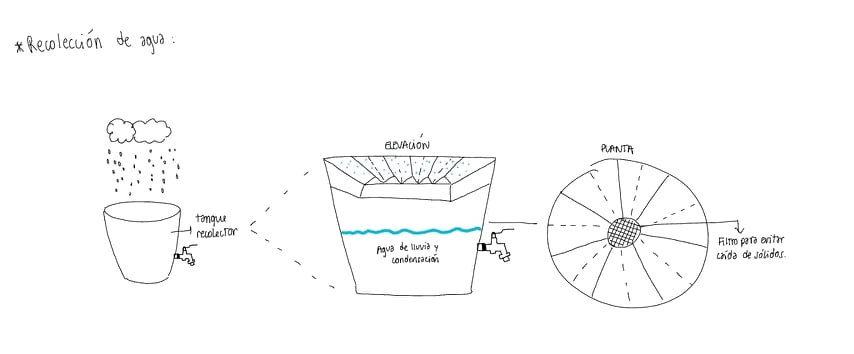 *Recolección de agua:
tanque
recolector
ELEVACIÓN
Agua de lluvia y
condensación
PLANTA
Filtro para evitar
caída de sólidos.